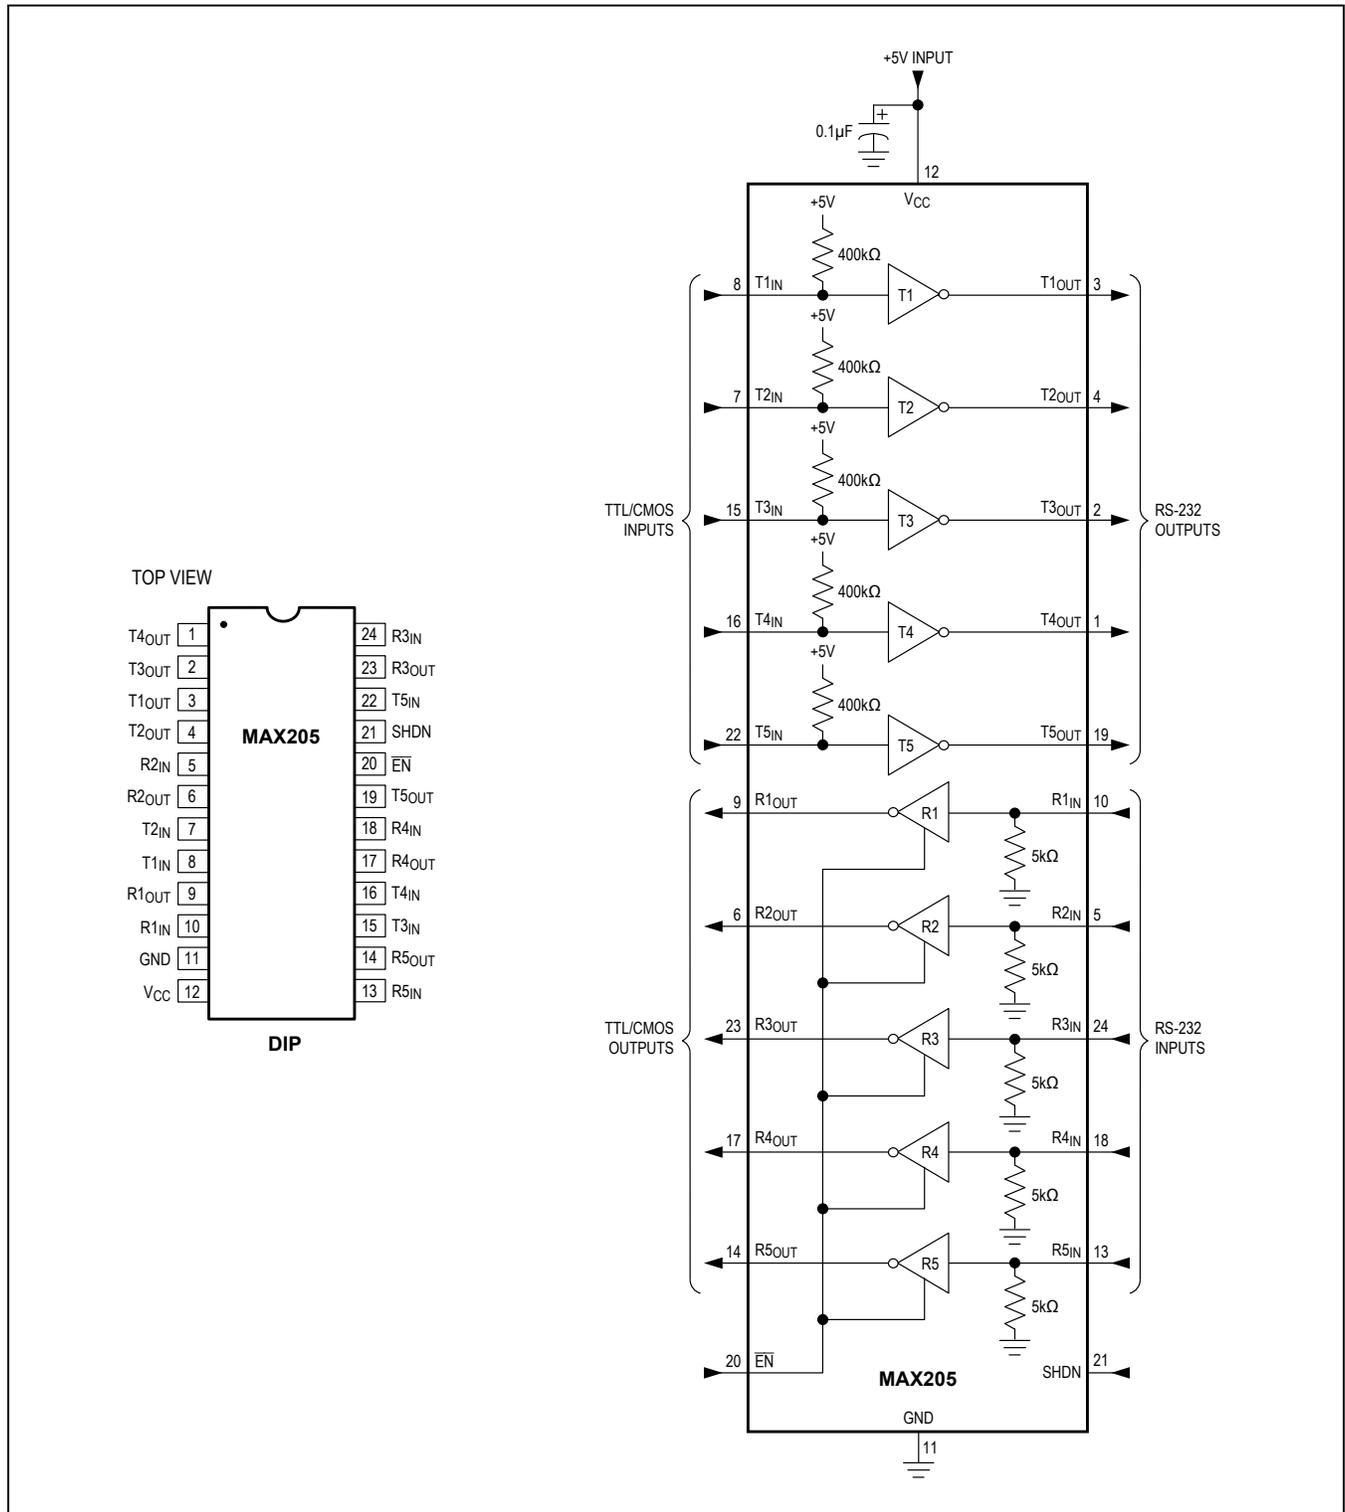 +5V INPUT
0.1µF
+
12
VCC
+5V
400kΩ
8 T1IN
T1
T1OUT 3
+5V
400kΩ
7 T2IN
T2
T2OUT 4
+5V
400kΩ
TTL/CMOS
INPUTS
15 T3IN
T3
T3OUT 2
RS-232
OUTPUTS
+5V
400kΩ
16 T4IN
T4
T4OUT 1
+5V
400kΩ
22 T5IN
T5
T5OUT 19
9 R1OUT
R1
R1IN 10
5kΩ
6 R2OUT
R2
R2IN 5
5kΩ
TTL/CMOS
OUTPUTS
23 R3OUT
R3
R3IN 24
RS-232
INPUTS
5kΩ
17 R4OUT
R4
R4IN 18
5kΩ
14 R5OUT
R5
R5IN 13
5kΩ
20 E̅N̅
MAX205
SHDN 21
GND
11
TOP VIEW
T4OUT 1
T3OUT 2
T1OUT 3
T2OUT 4
R2IN 5
R2OUT 6
T2IN 7
T1IN 8
R1OUT 9
R1IN 10
GND 11
VCC 12
MAX205
24 R3IN
23 R3OUT
22 T5IN
21 SHDN
20 E̅N̅
19 T5OUT
18 R4IN
17 R4OUT
16 T4IN
15 T3IN
14 R5OUT
13 R5IN
DIP